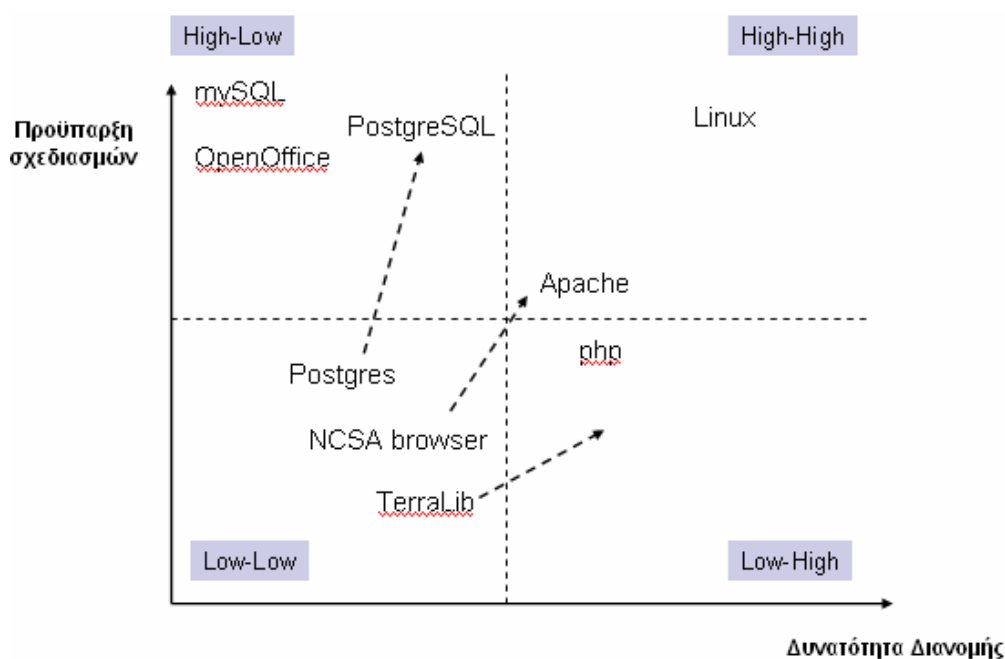 High-Low
High-High
mySQL
Προϋπαρξη
σχεδιασμών
PostgreSQL
Linux
OpenOffice
Apache
php
Postgres
NCSA browser
TerraLib
Low-Low
Low-High
Δυνατότητα Διανομής